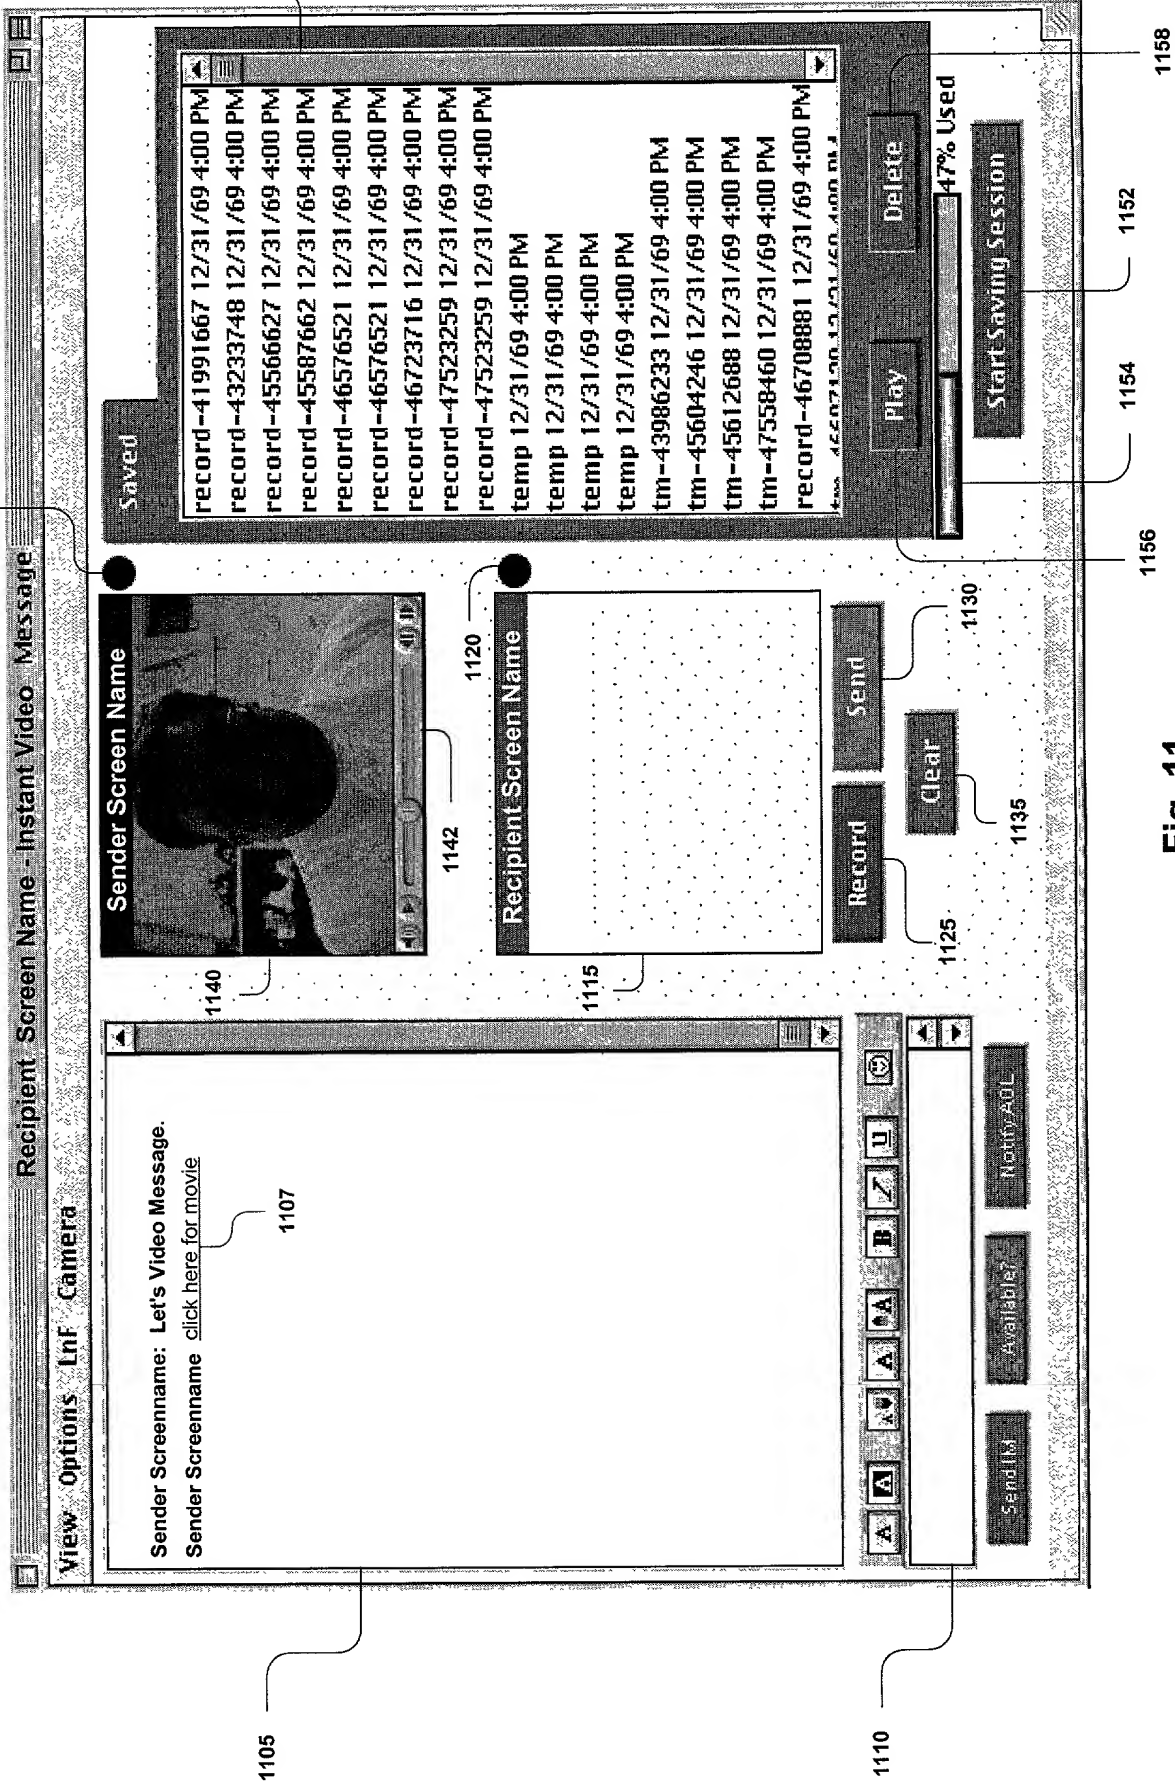 Recipient Screen Name - Instant Video Message
View Options LnF Camera
Sender Screenname: Let's Video Message.
Sender Screenname click here for movie
1107
1105
1110
A A A A A B I U
Send IM
Available?
Notify AOL
Sender Screen Name
1140
1142
1120
Recipient Screen Name
1115
Record
Send
Clear
1125
1130
1135
Saved
record-41991667 12/31/69 4:00 PM
record-43233748 12/31/69 4:00 PM
record-45566627 12/31/69 4:00 PM
record-45587662 12/31/69 4:00 PM
record-46576521 12/31/69 4:00 PM
record-46576521 12/31/69 4:00 PM
record-46723716 12/31/69 4:00 PM
record-47523259 12/31/69 4:00 PM
record-47523259 12/31/69 4:00 PM
temp 12/31/69 4:00 PM
temp 12/31/69 4:00 PM
temp 12/31/69 4:00 PM
temp 12/31/69 4:00 PM
tm-43986233 12/31/69 4:00 PM
tm-45604246 12/31/69 4:00 PM
tm-45612688 12/31/69 4:00 PM
tm-47558460 12/31/69 4:00 PM
record-46708881 12/31/69 4:00 PM
12/31/69 4:00 PM
Play
Delete
47% Used
Start Saving Session
1156
1154
1152
1158
Fig. 11